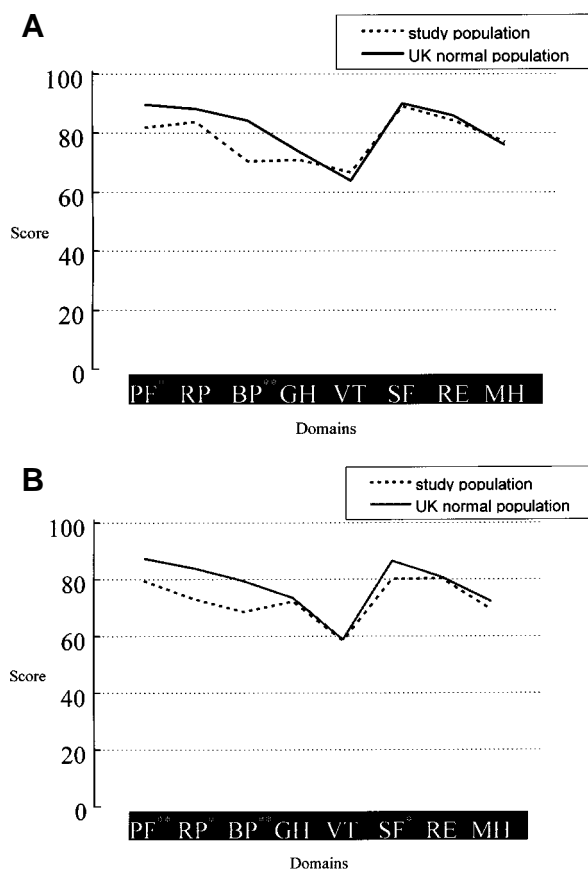 A
study population
UK normal population
100
80
60
Score
40
20
0
PF* RP BP** GH VT SF RE MH
Domains
B
study population
UK normal population
100
80
60
Score
40
20
0
PF** RP* BP** GH VT SF* RE MH
Domains